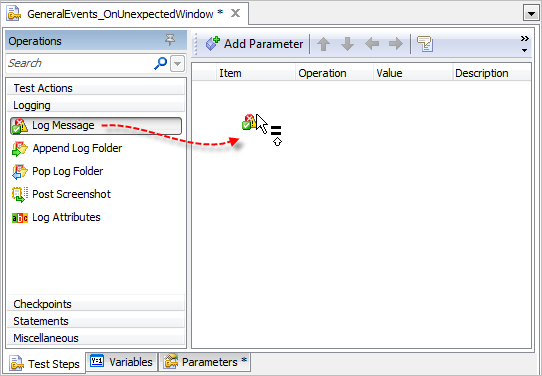 GeneralEvents_OnUnexpectedWindow *
Operations
Search
Test Actions
Logging
Log Message
Append Log Folder
Pop Log Folder
Post Screenshot
Log Attributes
Checkpoints
Statements
Miscellaneous
Add Parameter
Item Operation Value Description
Test Steps Variables Parameters *